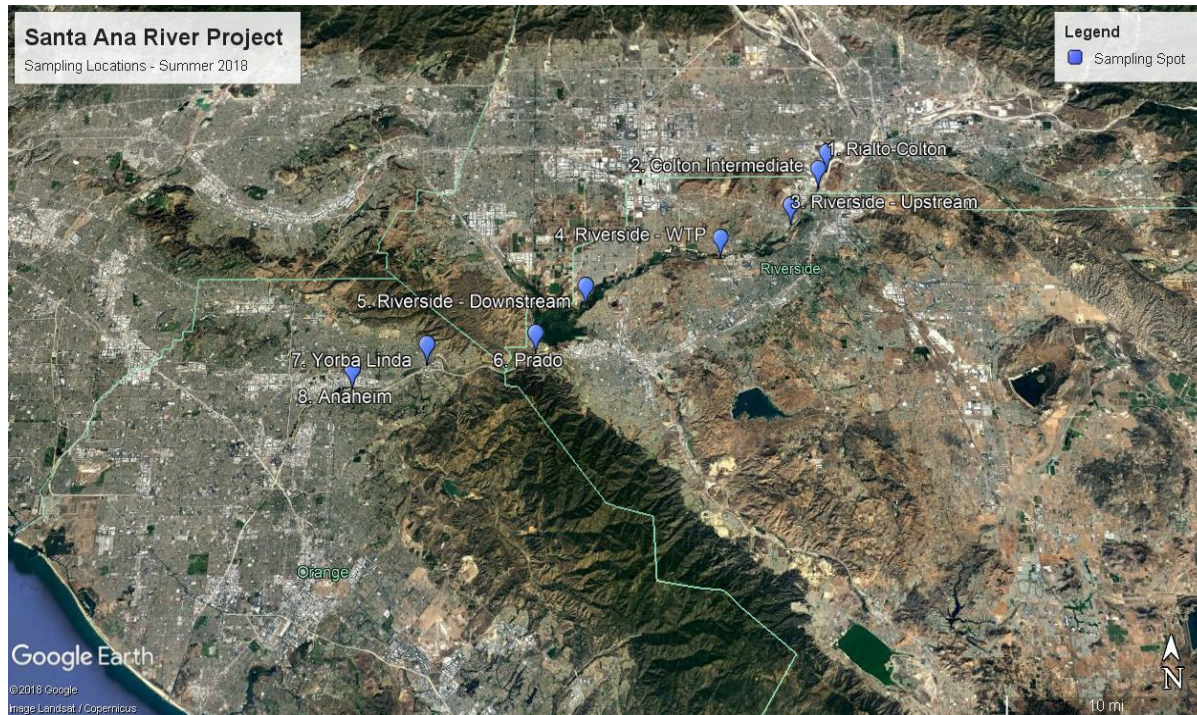 Santa Ana River Project
Sampling Locations - Summer 2018
Legend
Sampling Spot
1. Rialto-Colton
2. Colton Intermediate
3. Riverside - Upstream
4. Riverside - WTP
Riverside
5. Riverside - Downstream
6. Prado
7. Yorba Linda
8. Anaheim
Orange
Google Earth
©2018 Google
Image Landsat / Copernicus
N
10 mi